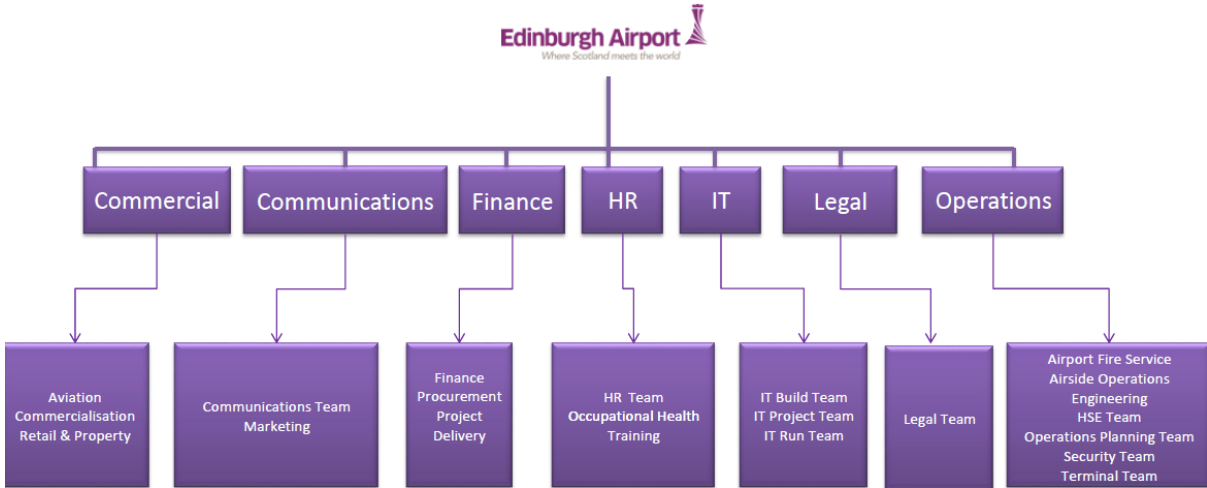 Edinburgh Airport
Where Scotland meets the world
Commercial
Communications
Finance
HR
IT
Legal
Operations
Aviation
Commercialisation
Retail & Property
Communications Team
Marketing
Finance
Procurement
Project
Delivery
HR Team
Occupational Health
Training
IT Build Team
IT Project Team
IT Run Team
Legal Team
Airport Fire Service
Airside Operations
Engineering
HSE Team
Operations Planning Team
Security Team
Terminal Team